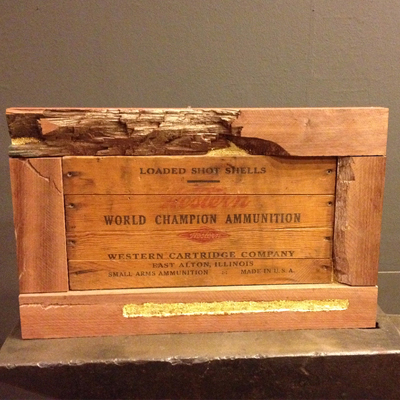 LOADED SHOT SHELLS
Western
WORLD CHAMPION AMMUNITION
WESTERN CARTRIDGE COMPANY
EAST ALTON, ILLINOIS
SMALL ARMS AMMUNITION MADE IN U.S.A.